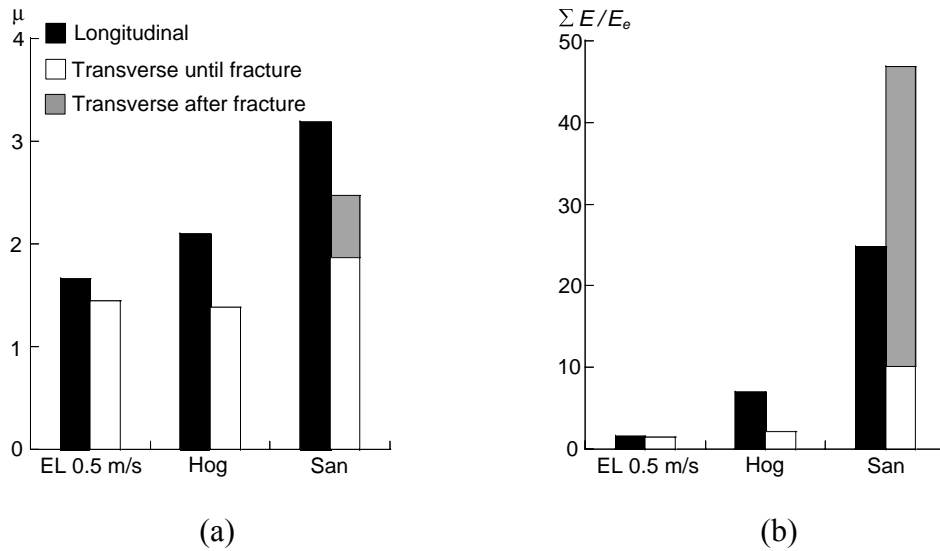 μ
4
3
2
1
0
Longitudinal
Transverse until fracture
Transverse after fracture
EL 0.5 m/s Hog San
(a)
∑ E/Eₑ
50
40
30
20
10
0
EL 0.5 m/s Hog San
(b)